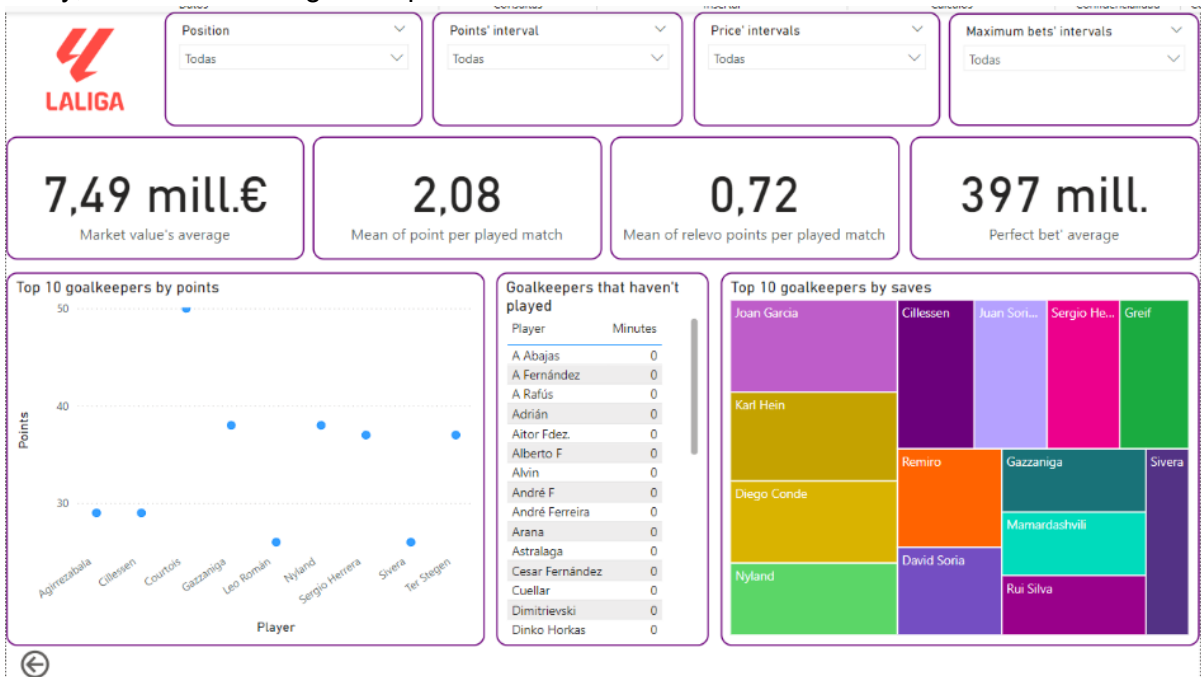 Position
Todas
Points' interval
Todas
Price' intervals
Todas
Maximum bets' intervals
Todas
LALIGA
7,49 mill.€
Market value's average
2,08
Mean of point per played match
0,72
Mean of relevo points per played match
397 mill.
Perfect bet' average
Top 10 goalkeepers by points
50
40
30
Points
Agirrezabala
Cillessen
Courtois
Gazzaniga
Leo Román
Nyland
Sergio Herrera
Sivera
Ter Stegen
Player
Goalkeepers that haven't
played
Player Minutes
A Abajas 0
A Fernández 0
A Rafús 0
Adrián 0
Aitor Fdez. 0
Alberto F 0
Alvin 0
André F 0
André Ferreira 0
Arana 0
Astralaga 0
Cesar Fernández 0
Cuellar 0
Dimitrievski 0
Dinko Horkas 0
Top 10 goalkeepers by saves
Joan Garcia
Karl Hein
Diego Conde
Nyland
Cillessen
Juan Sori...
Sergio He...
Greif
Remiro
David Soria
Gazzaniga
Mamardashvili
Rui Silva
Sivera